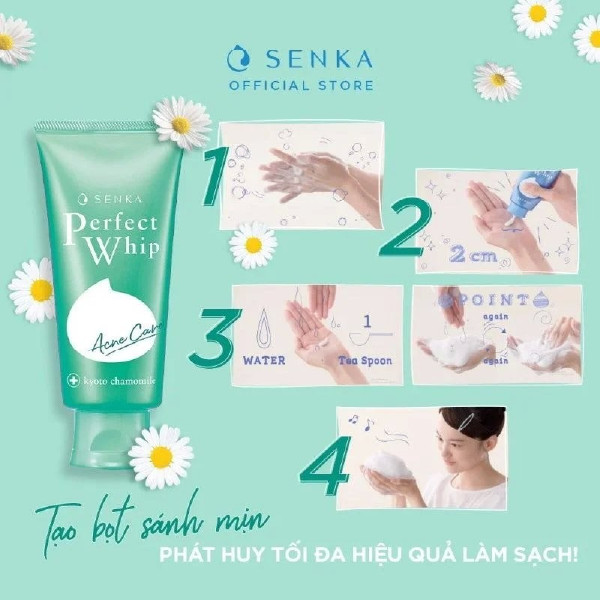 SENKA
OFFICIAL STORE
SENKA
Perfect
Whip
Acne Care
kyoto chamomile
1
2
2 cm
3
WATER
1
Tea Spoon
POINT
again
again
4
Tạo bọt sánh mịn
PHÁT HUY TỐI ĐA HIỆU QUẢ LÀM SẠCH!